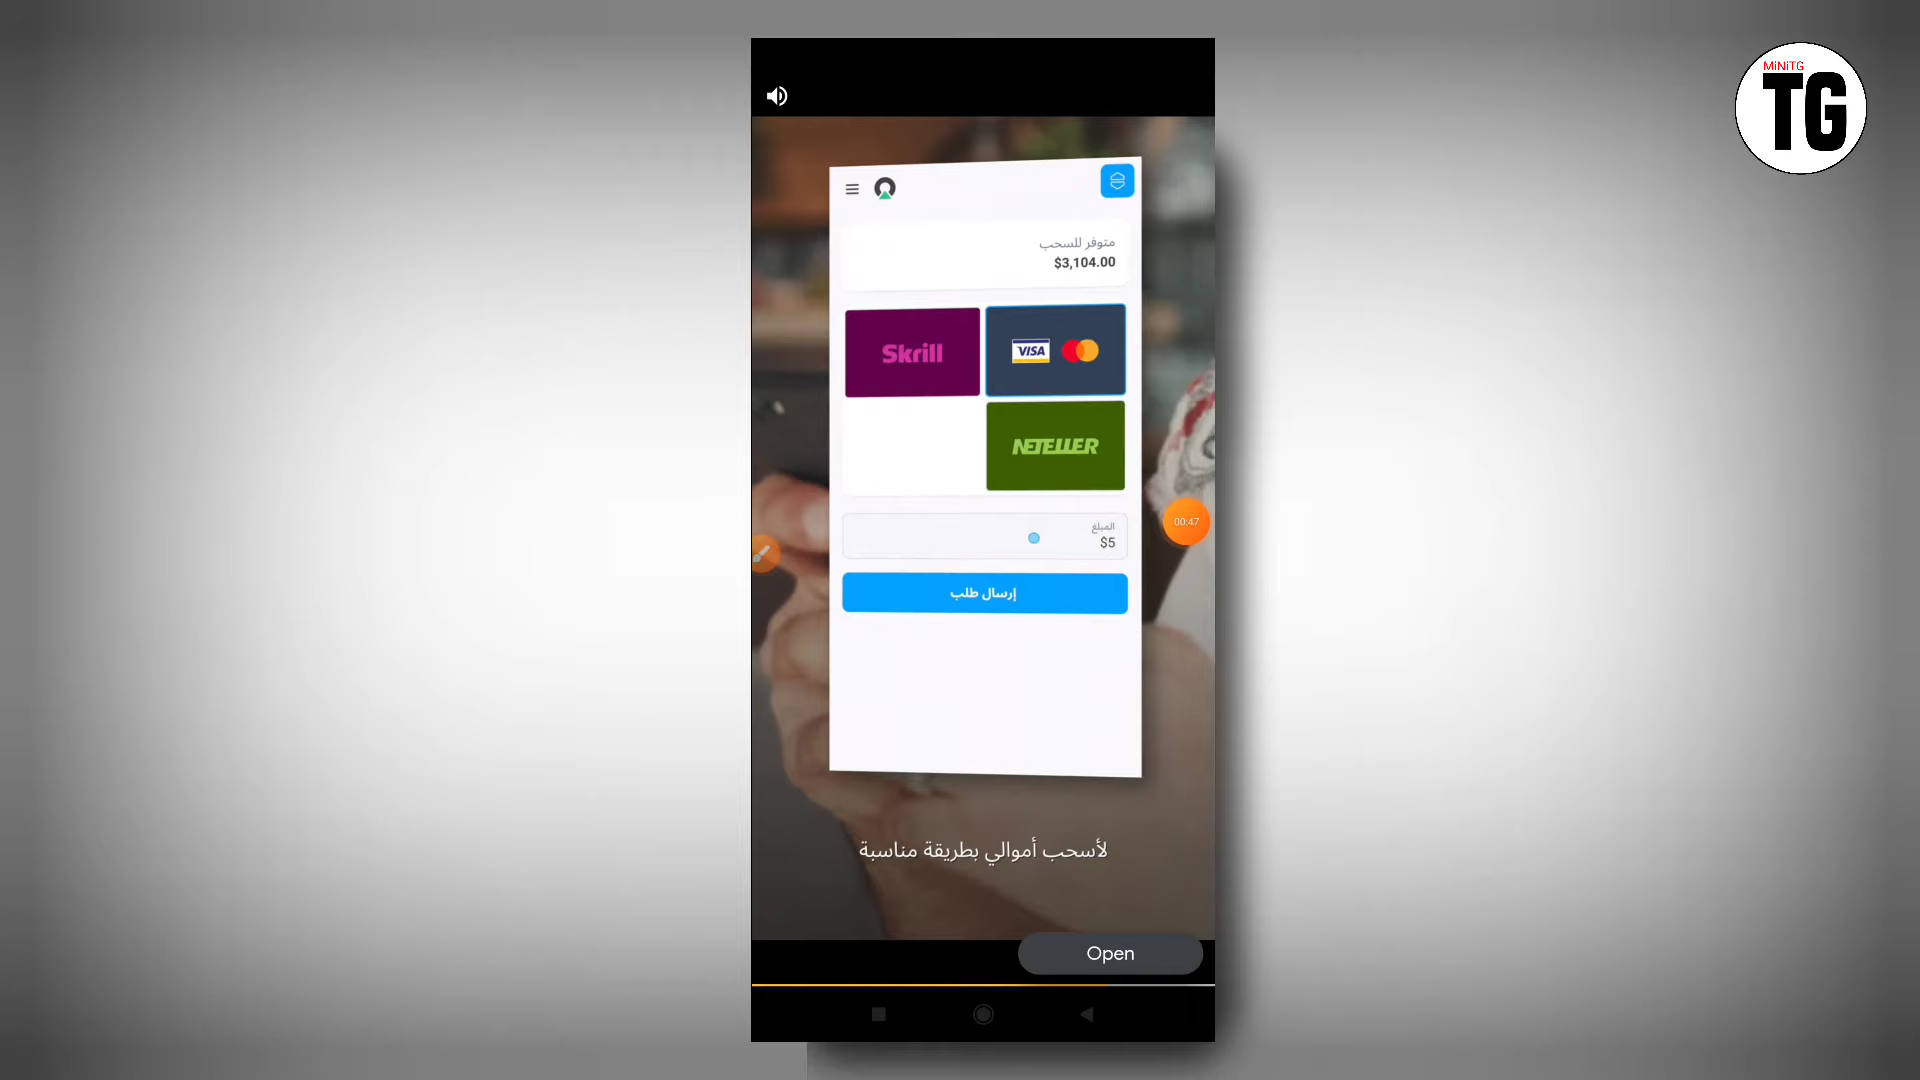 MiNiTG
TG
متوفر للسحب
$3,104.00
Skrill
VISA
NETELLER
المبلغ
$5
00:47
إرسال طلب
لأسحب أموالي بطريقة مناسبة
Open